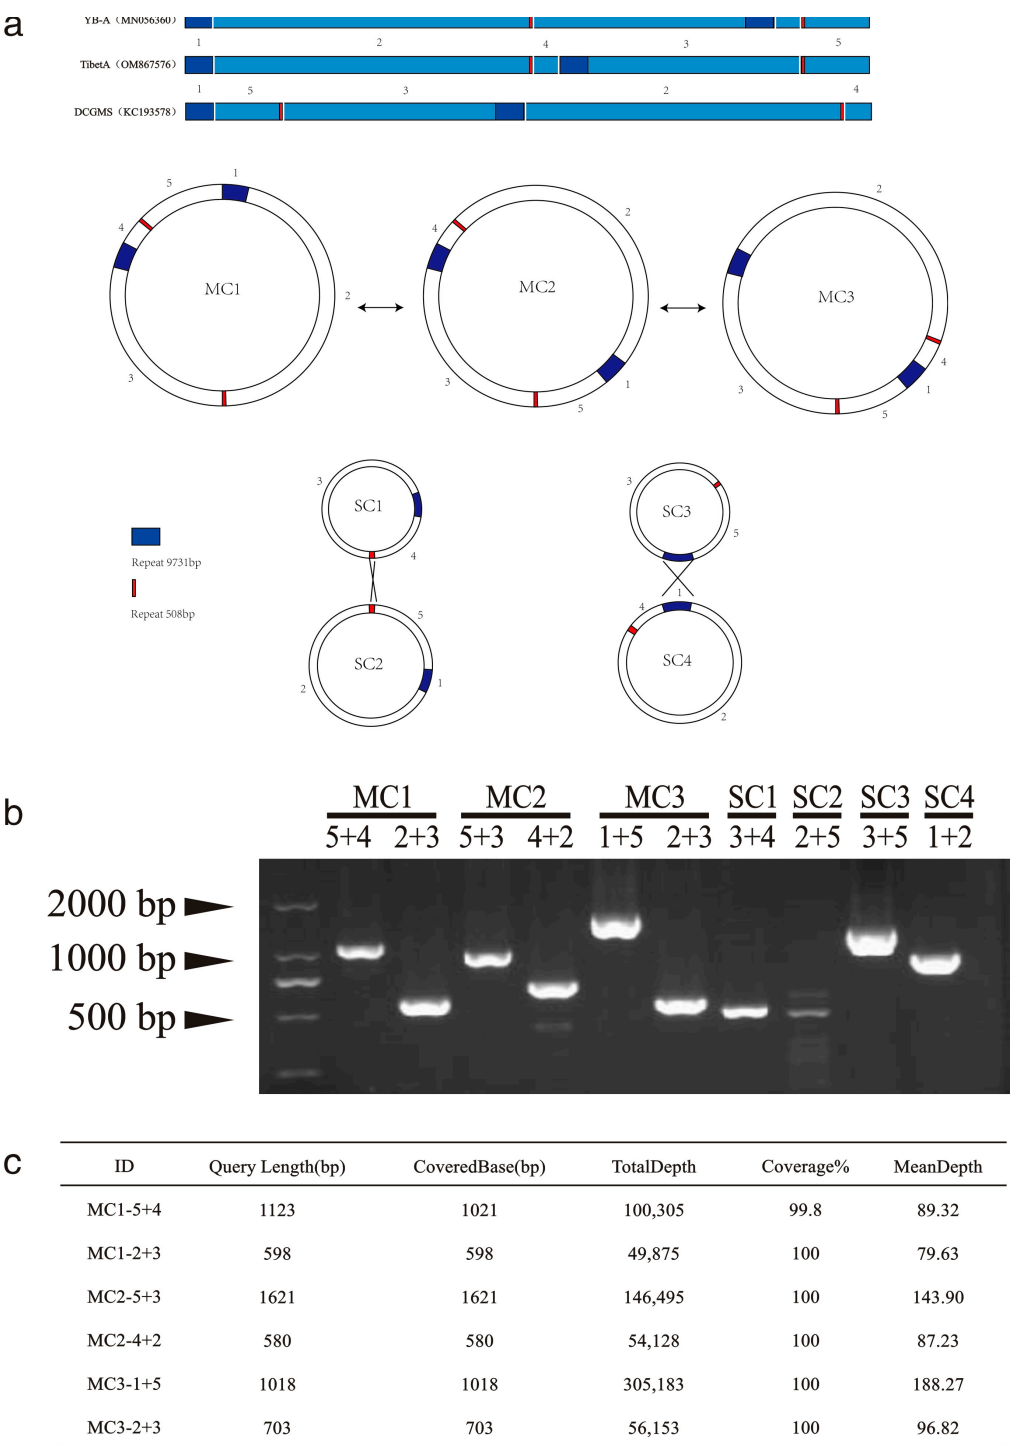 a
YB-A (MN056360)
1 2 4 3 5
TibetA (OM867576)
1 5 3 2 4
DCGMS (KC193578)
1
5
4
MC1
2
3
2
4
MC2
3
1
5
2
MC3
4
3
1
5
3
SC1
4
5
SC2
1
2
3
SC3
5
1
4
SC4
2
Repeat 9731bp
Repeat 508bp
b
MC1 MC2 MC3 SC1 SC2 SC3 SC4
5+4 2+3 5+3 4+2 1+5 2+3 3+4 2+5 3+5 1+2
2000 bp
1000 bp
500 bp
c
ID Query Length(bp) CoveredBase(bp) TotalDepth Coverage% MeanDepth
MC1-5+4 1123 1021 100,305 99.8 89.32
MC1-2+3 598 598 49,875 100 79.63
MC2-5+3 1621 1621 146,495 100 143.90
MC2-4+2 580 580 54,128 100 87.23
MC3-1+5 1018 1018 305,183 100 188.27
MC3-2+3 703 703 56,153 100 96.82